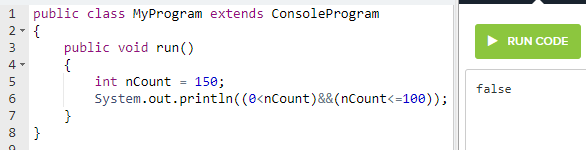 1 public class MyProgram extends ConsoleProgram
2 {
3 public void run()
4 {
5 int nCount = 150;
6 System.out.println((0<nCount)&&(nCount<=100));
7 }
8 }
9
RUN CODE
false